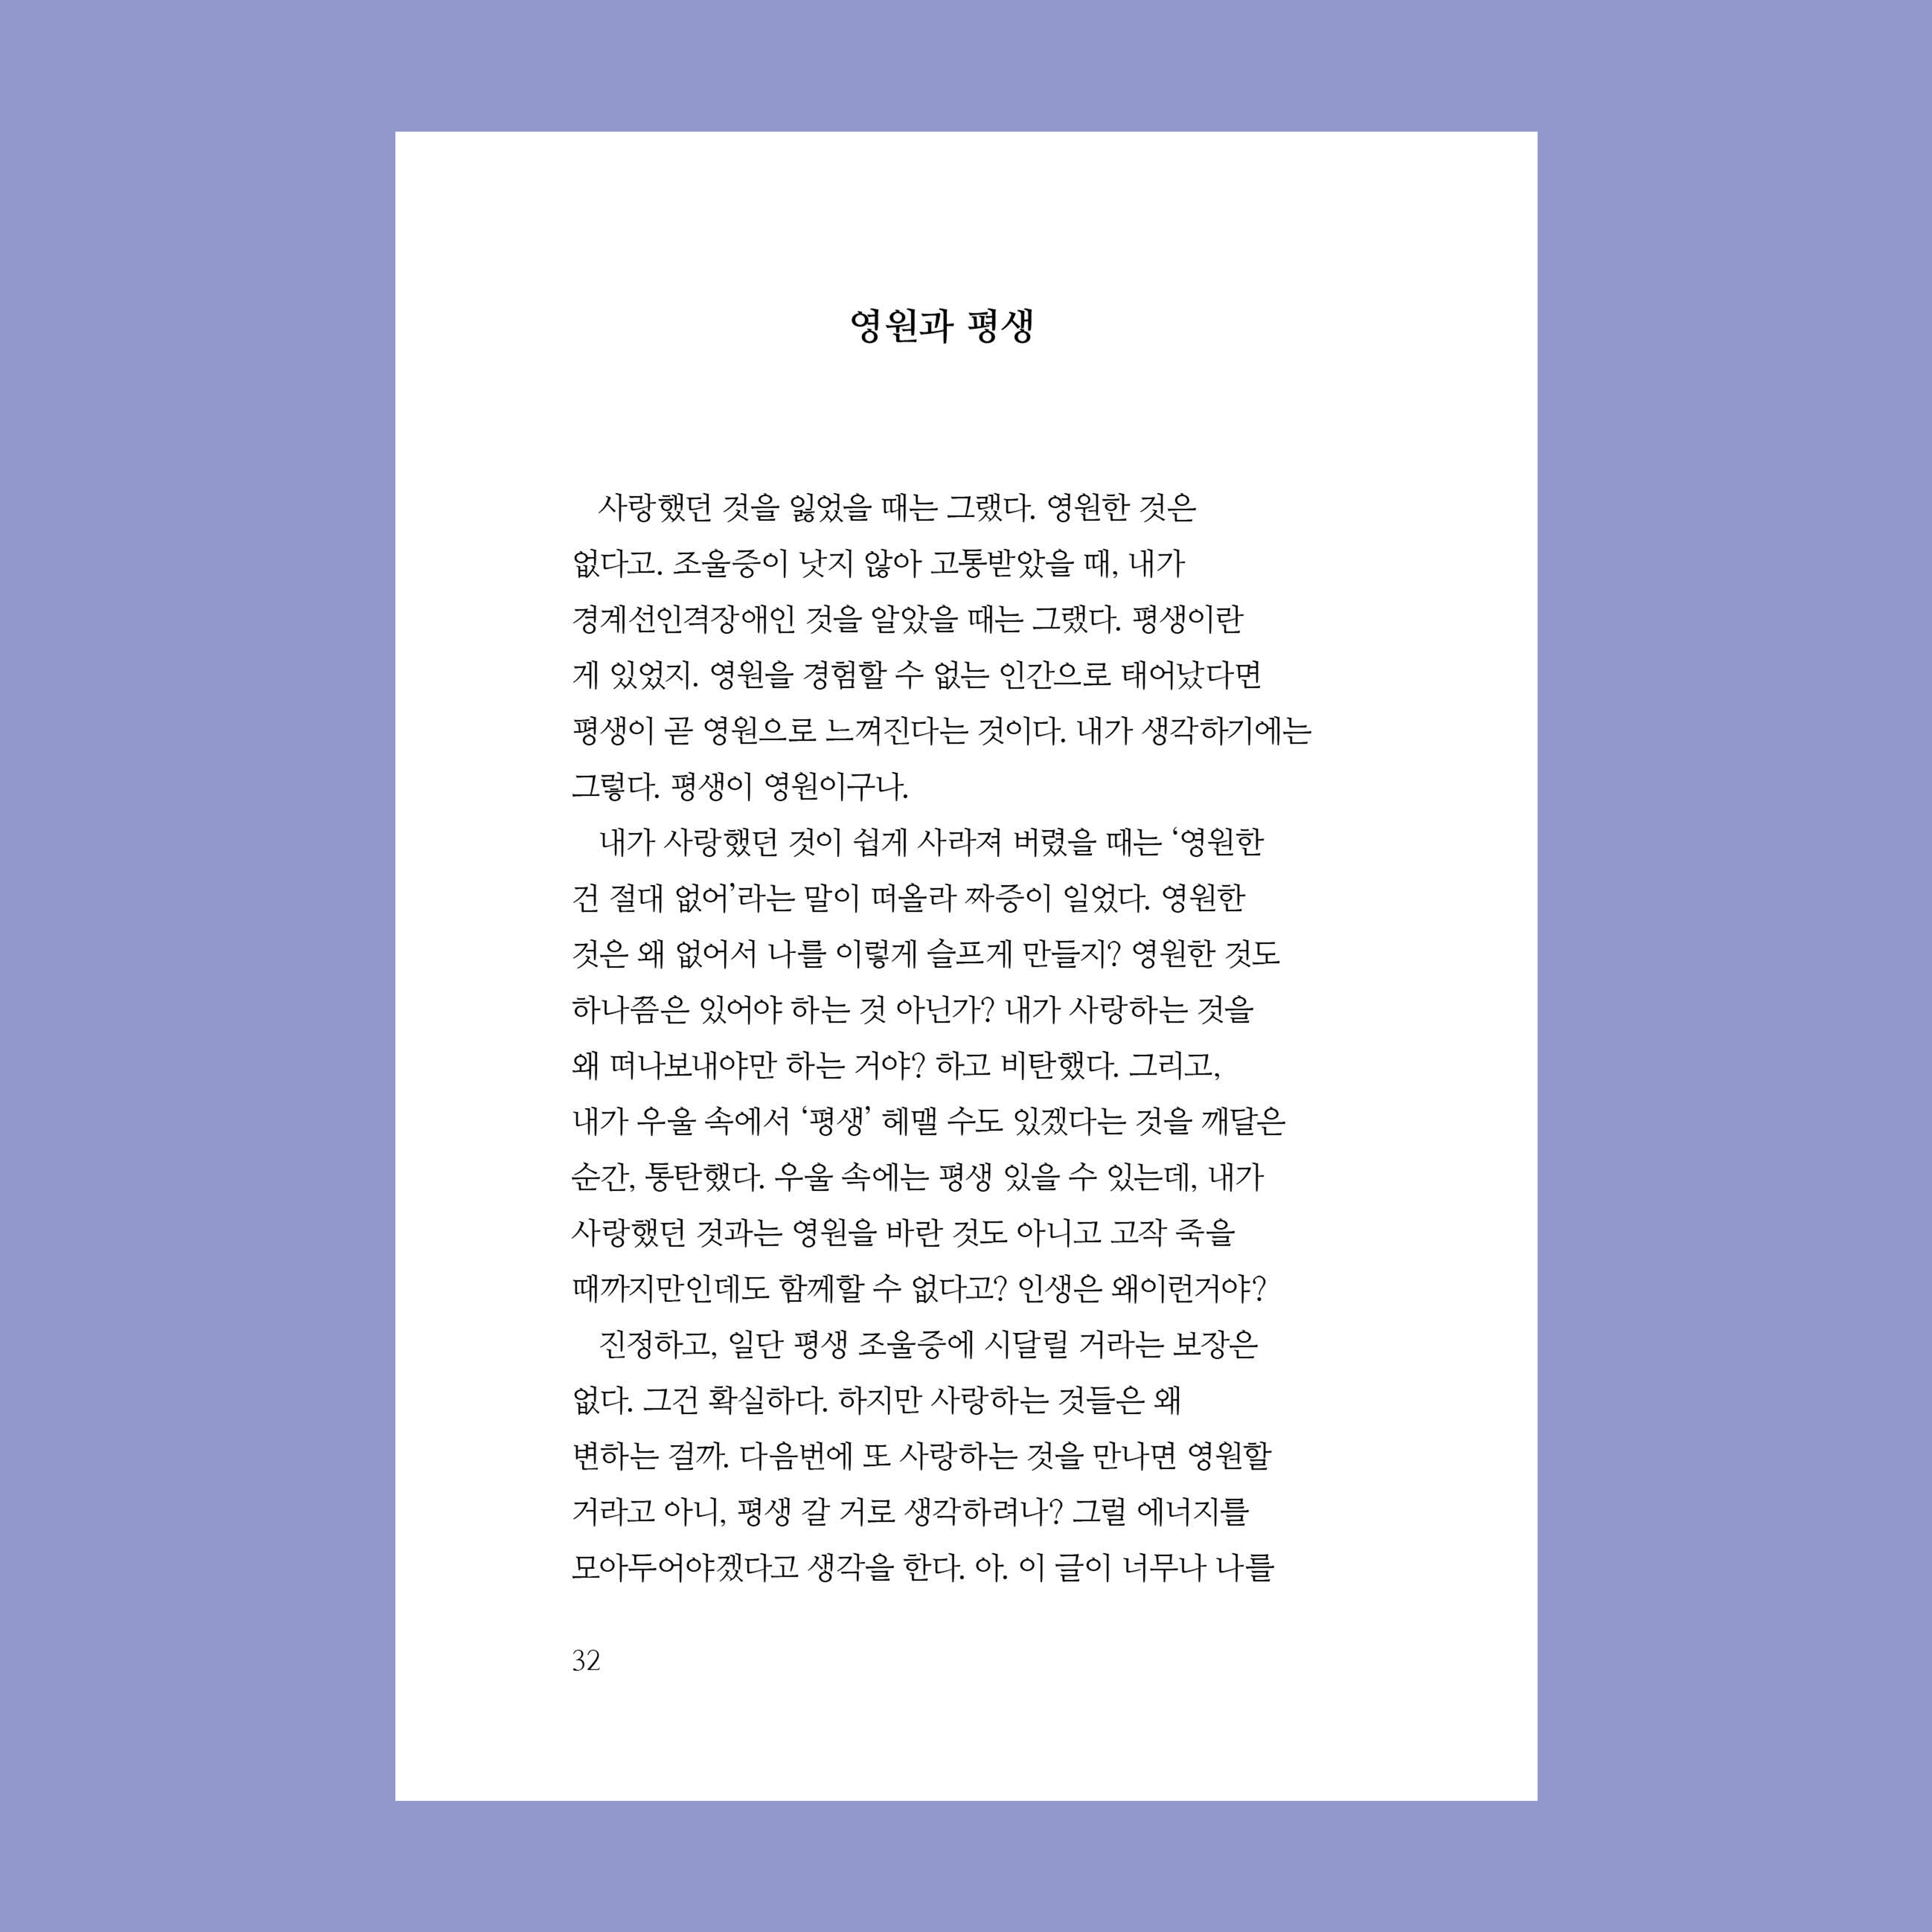 영원과 평생
사랑했던 것을 잃었을 때는 그랬다. 영원한 것은
없다고. 조울증이 낫지 않아 고통받았을 때, 내가
경계선인격장애인 것을 알았을 때는 그랬다. 평생이란
게 있었지. 영원을 경험할 수 없는 인간으로 태어났다면
평생이 곧 영원으로 느껴진다는 것이다. 내가 생각하기에는
그렇다. 평생이 영원이구나.
내가 사랑했던 것이 쉽게 사라져 버렸을 때는 ‘영원한
건 절대 없어’라는 말이 떠올라 짜증이 일었다. 영원한
것은 왜 없어서 나를 이렇게 슬프게 만들지? 영원한 것도
하나쯤은 있어야 하는 것 아닌가? 내가 사랑하는 것을
왜 떠나보내야만 하는 거야? 하고 비탄했다. 그리고,
내가 우울 속에서 ‘평생’ 헤맬 수도 있겠다는 것을 깨달은
순간, 통탄했다. 우울 속에는 평생 있을 수 있는데, 내가
사랑했던 것과는 영원을 바란 것도 아니고 고작 죽을
때까지만인데도 함께할 수 없다고? 인생은 왜이런거야?
진정하고, 일단 평생 조울증에 시달릴 거라는 보장은
없다. 그건 확실하다. 하지만 사랑하는 것들은 왜
변하는 걸까. 다음번에 또 사랑하는 것을 만나면 영원할
거라고 아니, 평생 갈 거로 생각하려나? 그럴 에너지를
모아두어야겠다고 생각을 한다. 아. 이 글이 너무나 나를
32